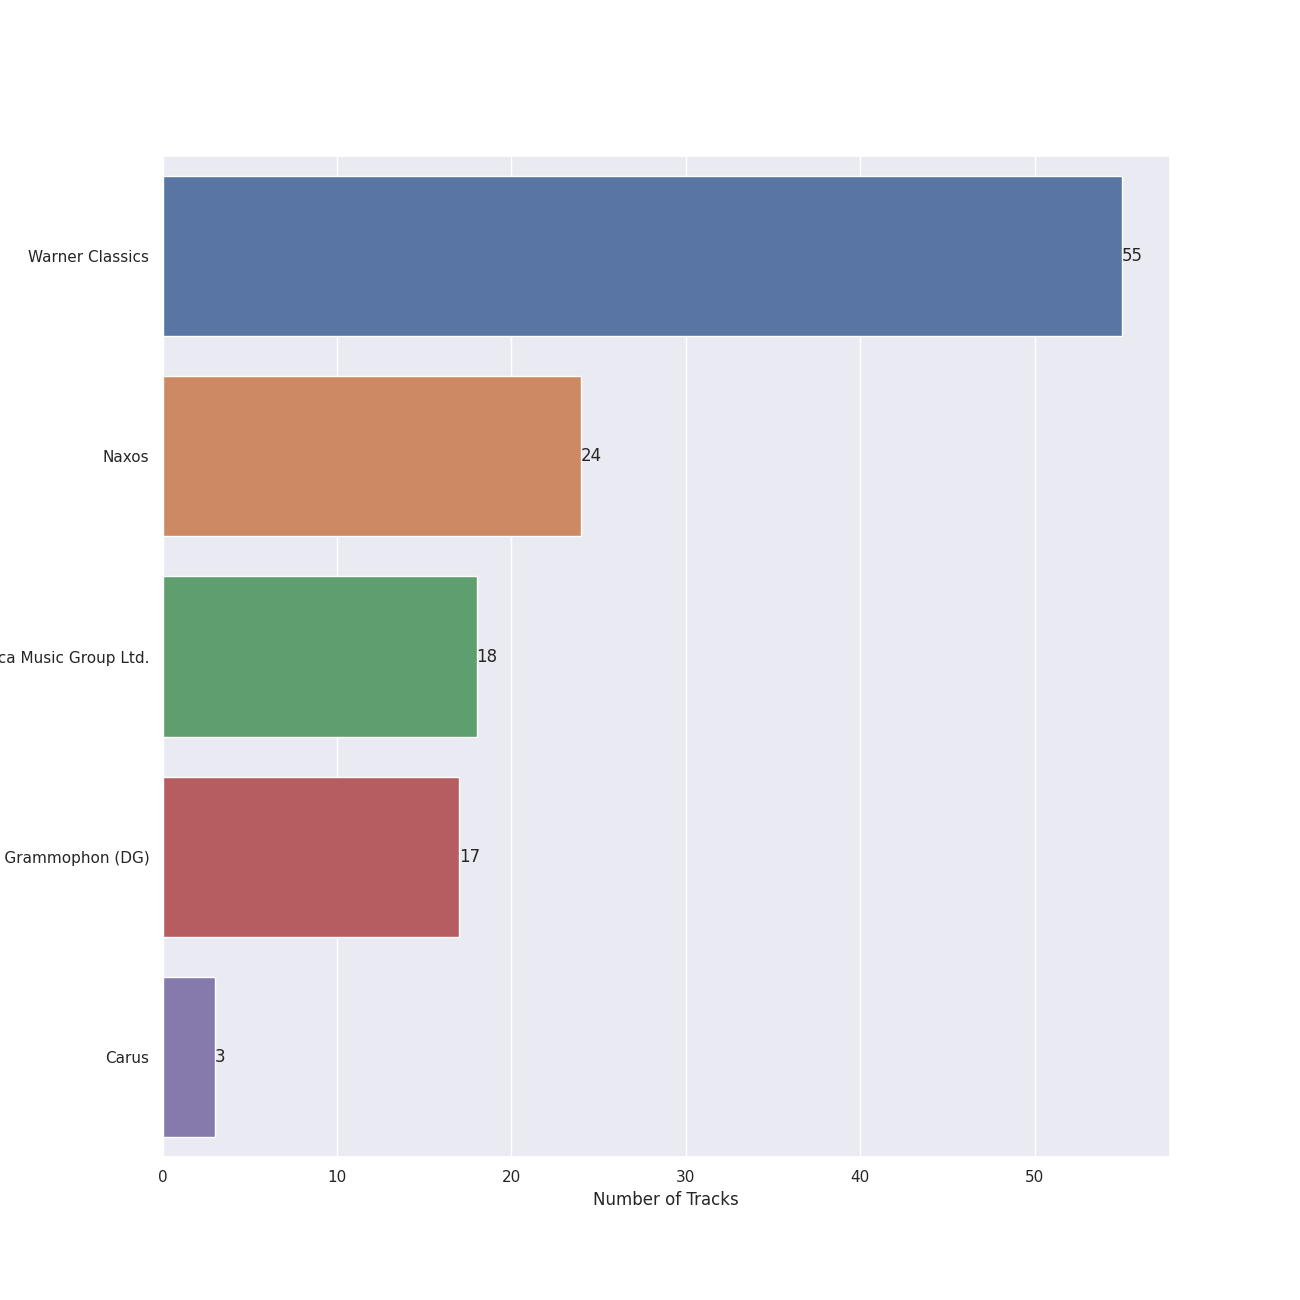 Warner Classics
55
Naxos
24
ca Music Group Ltd.
18
Grammophon (DG)
17
Carus
3
0 10 20 30 40 50
Number of Tracks